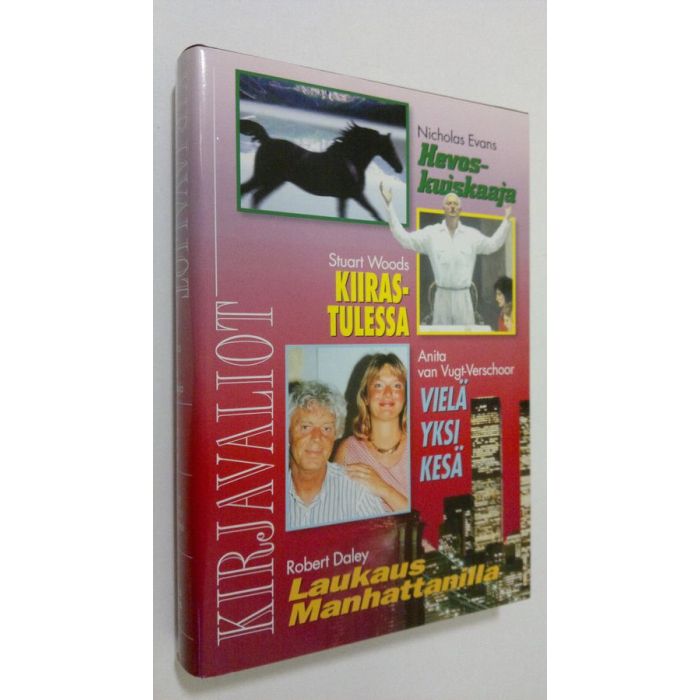 KIRJAVALIOT
Nicholas Evans
Hevos-
kuiskaaja
Stuart Woods
KIIRAS-
TULESSA
Anita
van Vugt-Verschoor
VIELÄ
YKSI
KESÄ
Robert Daley
Laukaus
Manhattanilla
KIRJAVALIOT